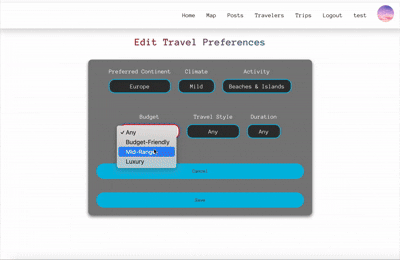 Home Map Posts Travelers Trips Logout test
Edit Travel Preferences
Preferred Continent Climate Activity
Europe Mild Beaches & Islands
Budget Travel Style Duration
✓ Any
Budget-Friendly
Mid-Range
Luxury
Any Any
Cancel
Save